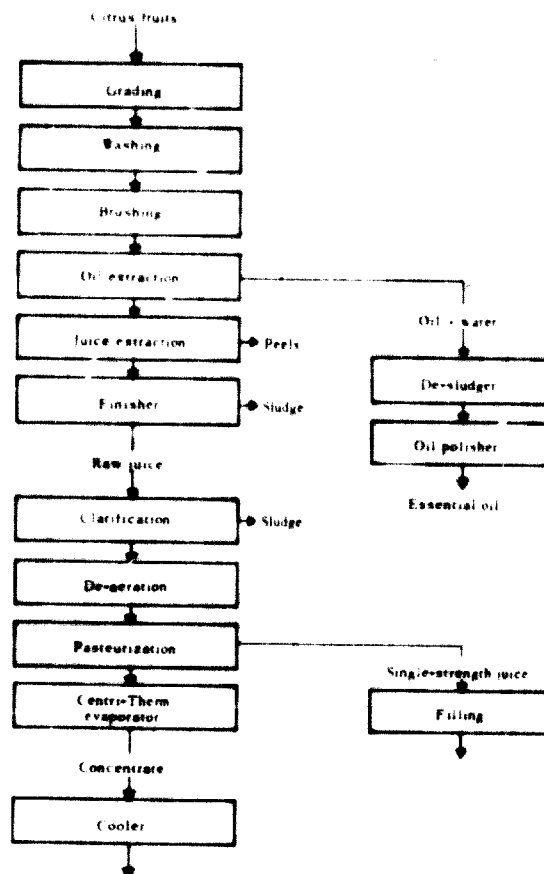 Citrus fruits
Grading
Washing
Brushing
Oil extraction
Oil + water
Juice extraction
Peels
De-sludger
Finisher
Sludge
Oil polisher
Raw juice
Essential oil
Clarification
Sludge
De-aeration
Pasteurization
Single-strength juice
Centri-Therm
evaporator
Filling
Concentrate
Cooler